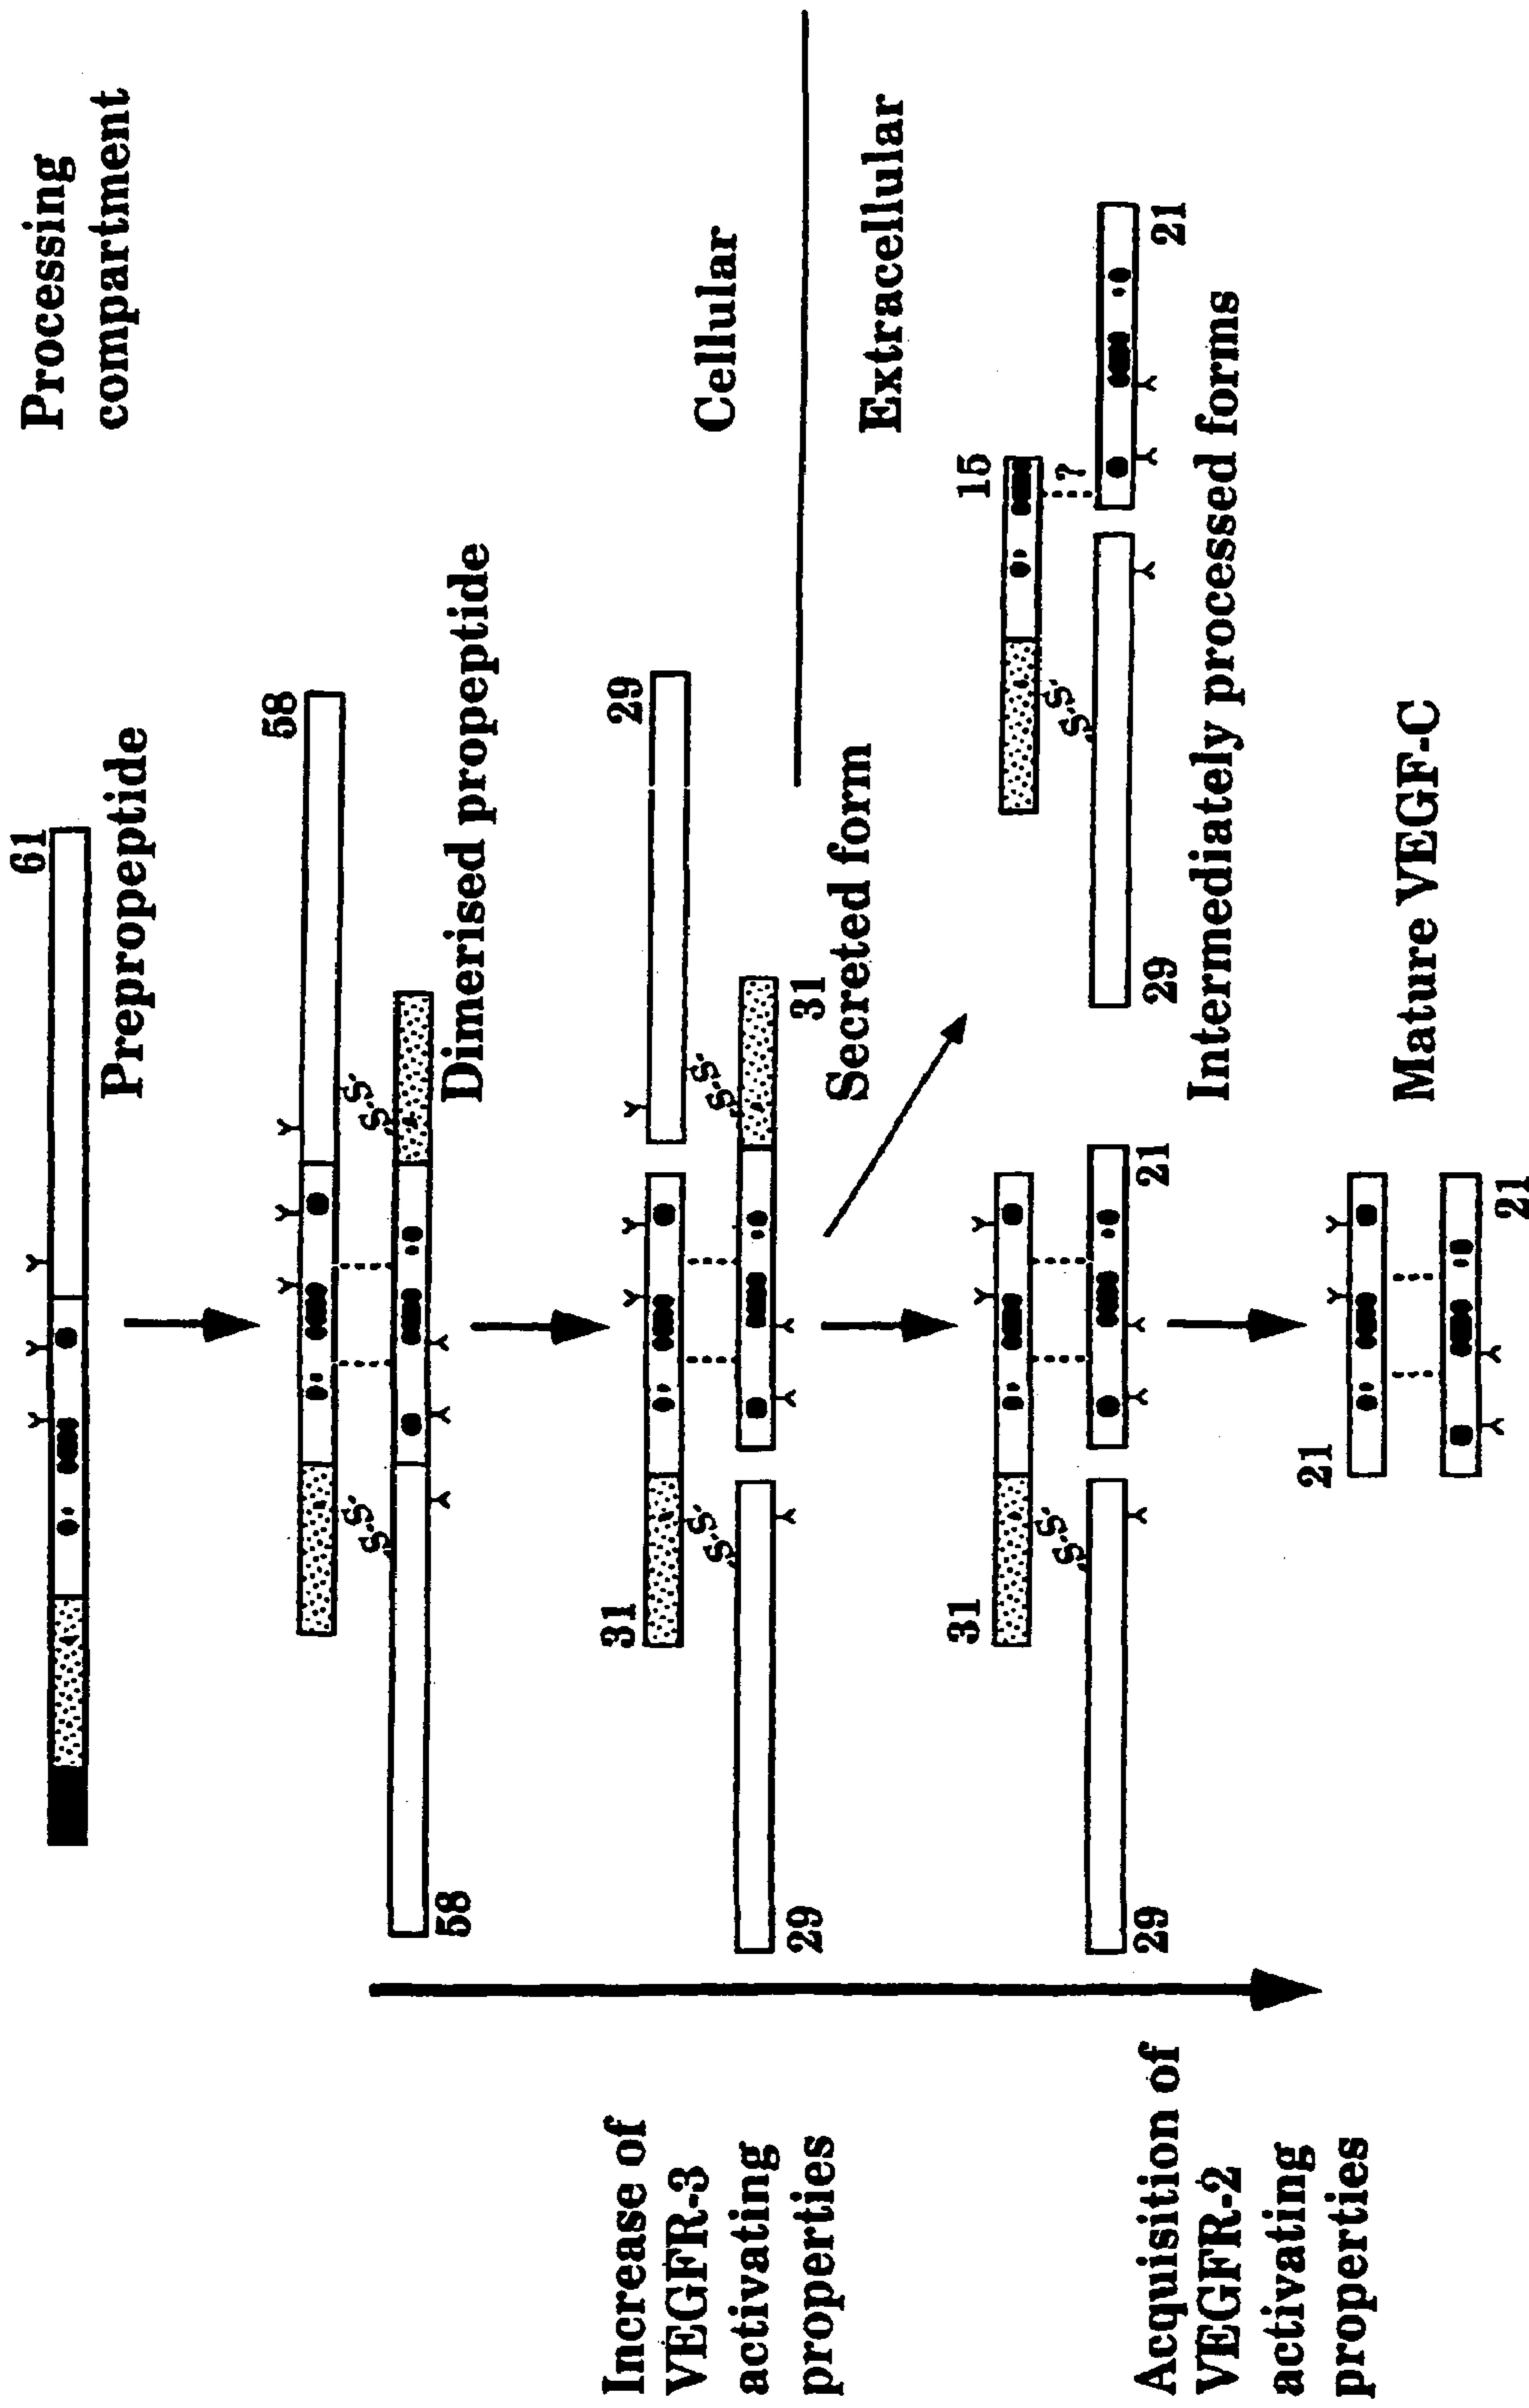 Processing
compartment
61
Prepropeptide
58
S-S
S-S
58
Dimerised propeptide
Increase of
VEGFR-3
activating
properties
31
29
S-S
S-S
29
31
Secreted form
Cellular
Extracellular
31
15
S-S
S-S
?
29
21
29
21
Intermediately processed forms
Acquisition of
VEGFR-2
activating
properties
21
21
Mature VEGF-C